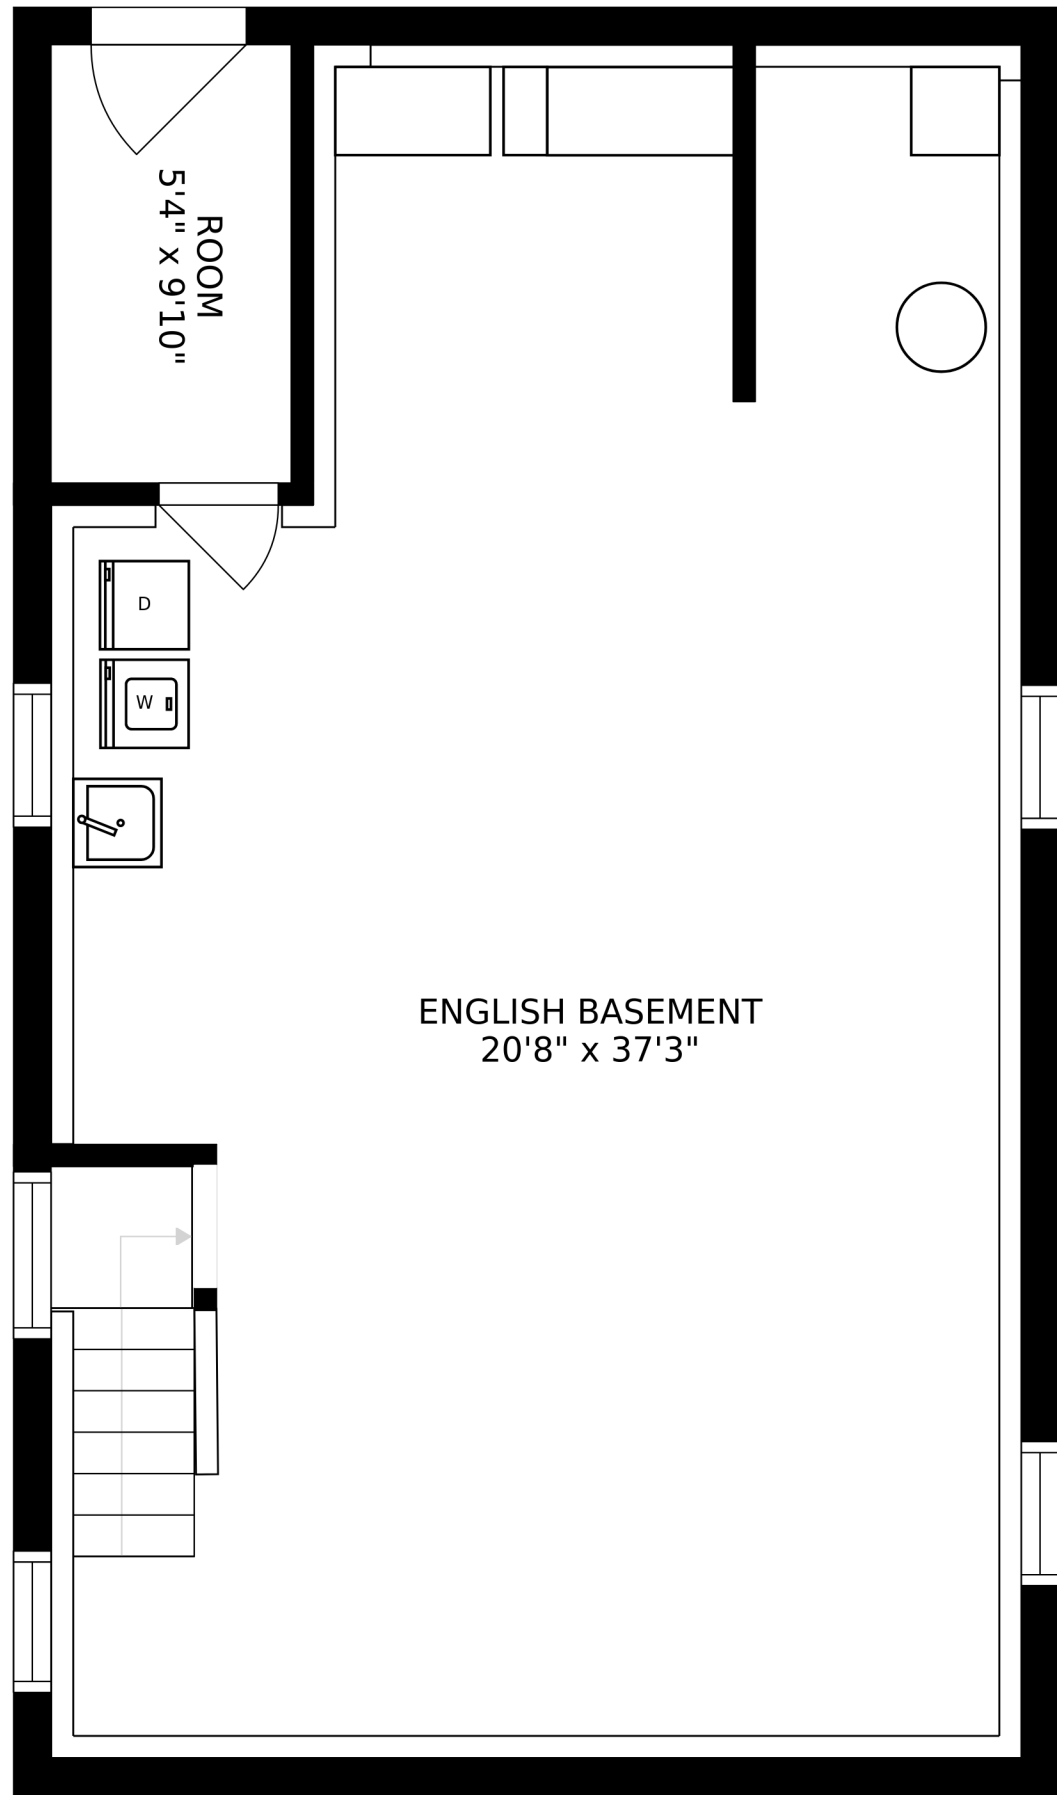 ROOM
5'4" x 9'10"
D
W
ENGLISH BASEMENT
20'8" x 37'3"